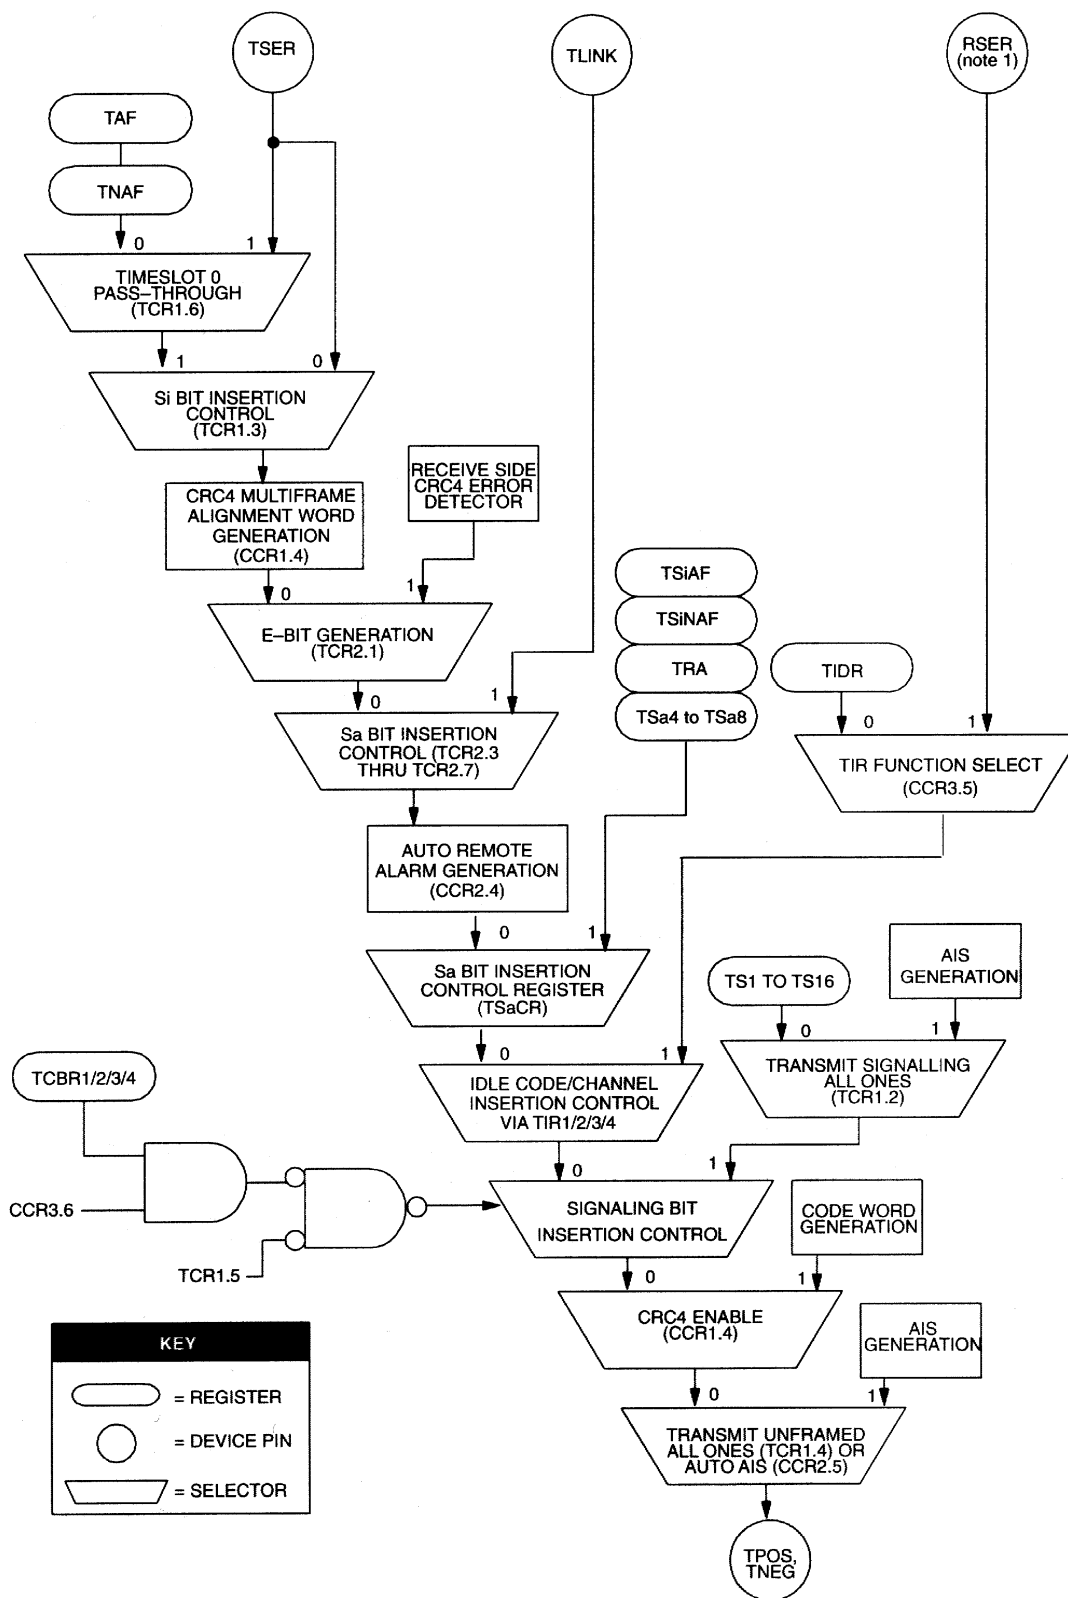 TSER
TLINK
RSER
(note 1)
TAF
TNAF
0
1
TIMESLOT 0
PASS–THROUGH
(TCR1.6)
1
0
Si BIT INSERTION
CONTROL
(TCR1.3)
RECEIVE SIDE
CRC4 ERROR
DETECTOR
CRC4 MULTIFRAME
ALIGNMENT WORD
GENERATION
(CCR1.4)
0
1
E–BIT GENERATION
(TCR2.1)
TSiAF
TSiNAF
TRA
TSa4 to TSa8
TIDR
0
1
Sa BIT INSERTION
CONTROL (TCR2.3
THRU TCR2.7)
0
1
TIR FUNCTION SELECT
(CCR3.5)
AUTO REMOTE
ALARM GENERATION
(CCR2.4)
0
1
Sa BIT INSERTION
CONTROL REGISTER
(TSaCR)
TS1 TO TS16
AIS
GENERATION
0
1
TRANSMIT SIGNALLING
ALL ONES
(TCR1.2)
0
1
IDLE CODE/CHANNEL
INSERTION CONTROL
VIA TIR1/2/3/4
TCBR1/2/3/4
CCR3.6
TCR1.5
0
1
SIGNALING BIT
INSERTION CONTROL
CODE WORD
GENERATION
0
1
CRC4 ENABLE
(CCR1.4)
AIS
GENERATION
0
1
TRANSMIT UNFRAMED
ALL ONES (TCR1.4) OR
AUTO AIS (CCR2.5)
TPOS,
TNEG
KEY
= REGISTER
= DEVICE PIN
= SELECTOR